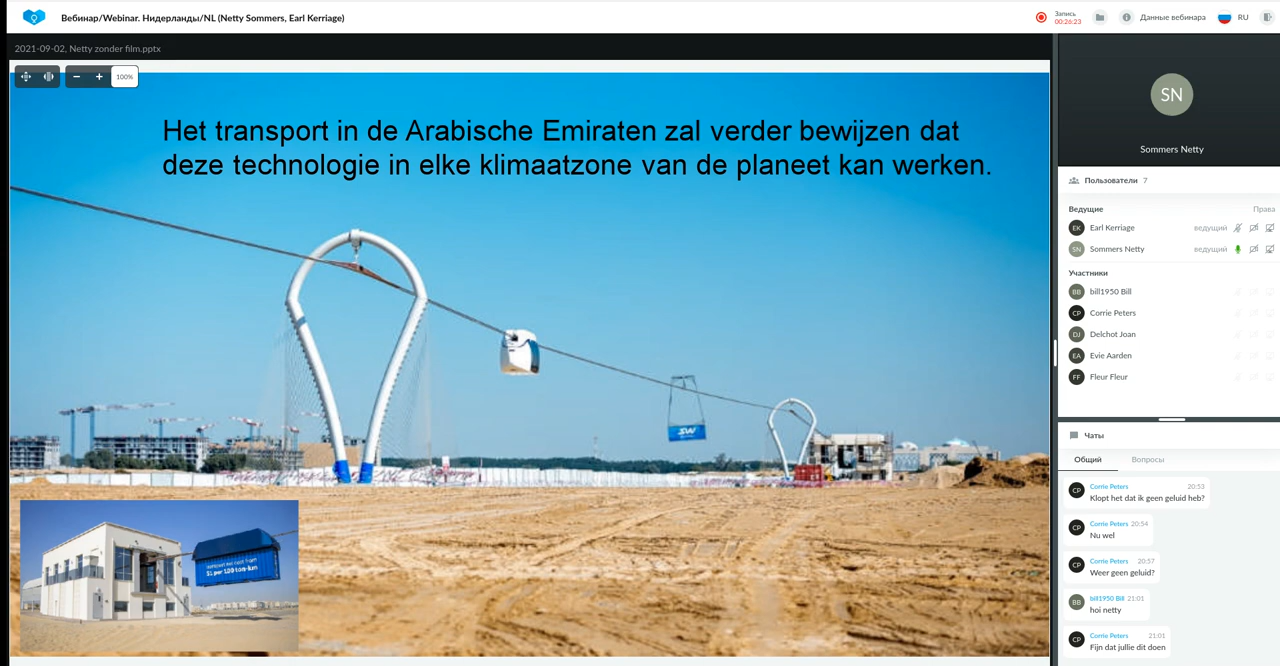 Вебинар/Webinar. Нидерланды/NL (Netty Sommers, Earl Kerriage)
Запись
00:26:23
Данные вебинара
RU
2021-09-02, Netty zonder film.pptx
100%
Het transport in de Arabische Emiraten zal verder bewijzen dat
deze technologie in elke klimaatzone van de planeet kan werken.
SW
$1 per 100 ton-km
SN
Sommers Netty
Пользователи 7
Ведущие Права
EK Earl Kerriage ведущий
SN Sommers Netty ведущий
Участники
BB bill1950 Bill
CP Corrie Peters
DJ Delchot Joan
EA Evie Aarden
FF Fleur Fleur
Чаты
Общий Вопросы
CP Corrie Peters 20:53
Klopt het dat ik geen geluid heb?
CP Corrie Peters 20:54
Nu wel
CP Corrie Peters 20:57
Weer geen geluid?
BB bill1950 Bill 21:01
hoi netty
CP Corrie Peters 21:01
Fijn dat jullie dit doen